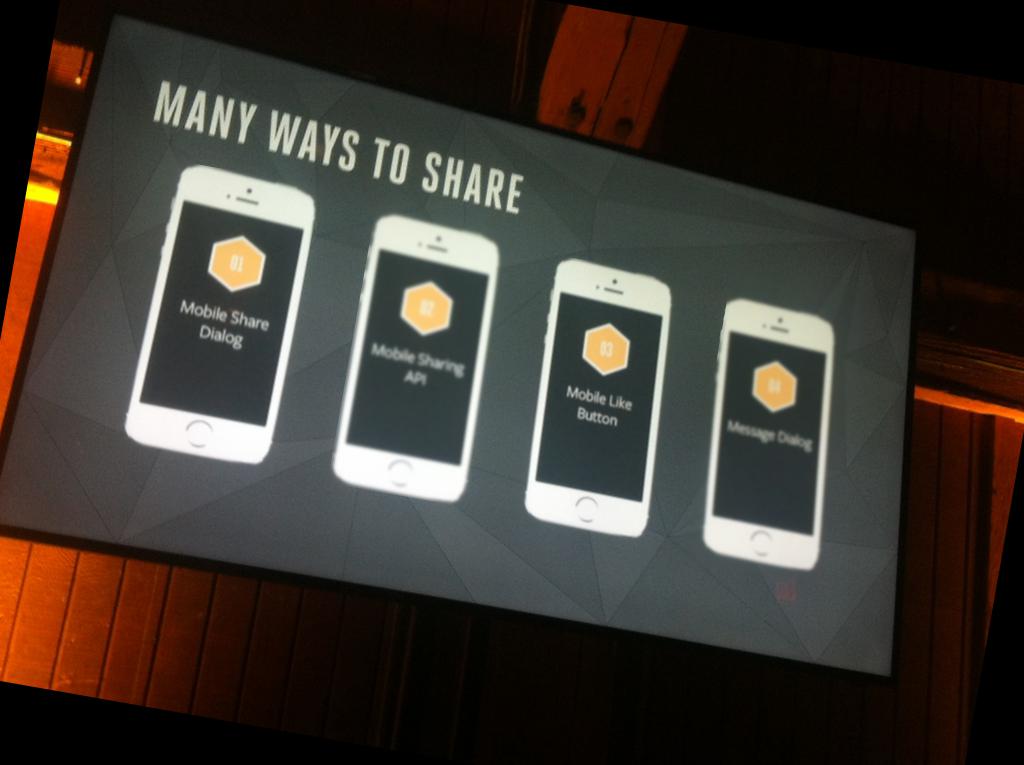 MANY WAYS TO SHARE
01
Mobile Share
Dialog
02
Mobile Sharing
API
03
Mobile Like
Button
04
Message Dialog